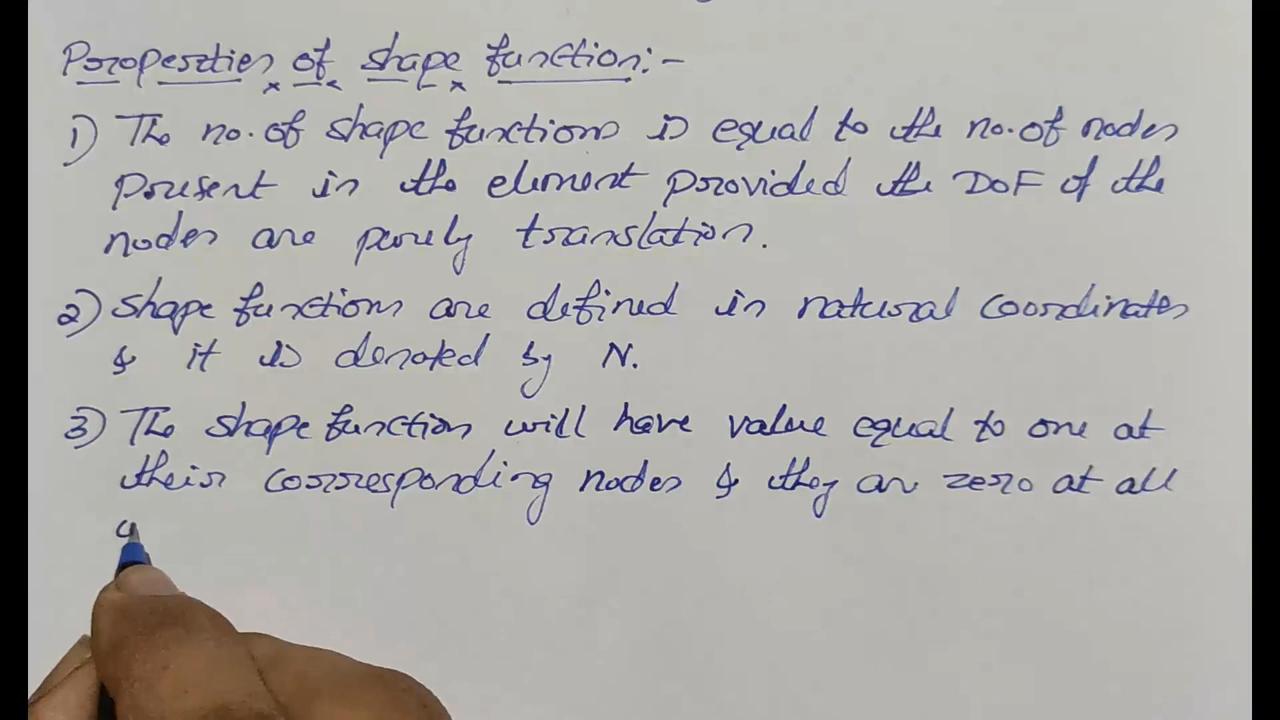 Properties of shape function:-
1) The no. of shape functions is equal to the no. of nodes
present in the element provided the DOF of the
nodes are purely translation.
2) Shape functions are defined in natural coordinates
& it is denoted by N.
3) The shape function will have value equal to one at
their corresponding nodes & they are zero at all